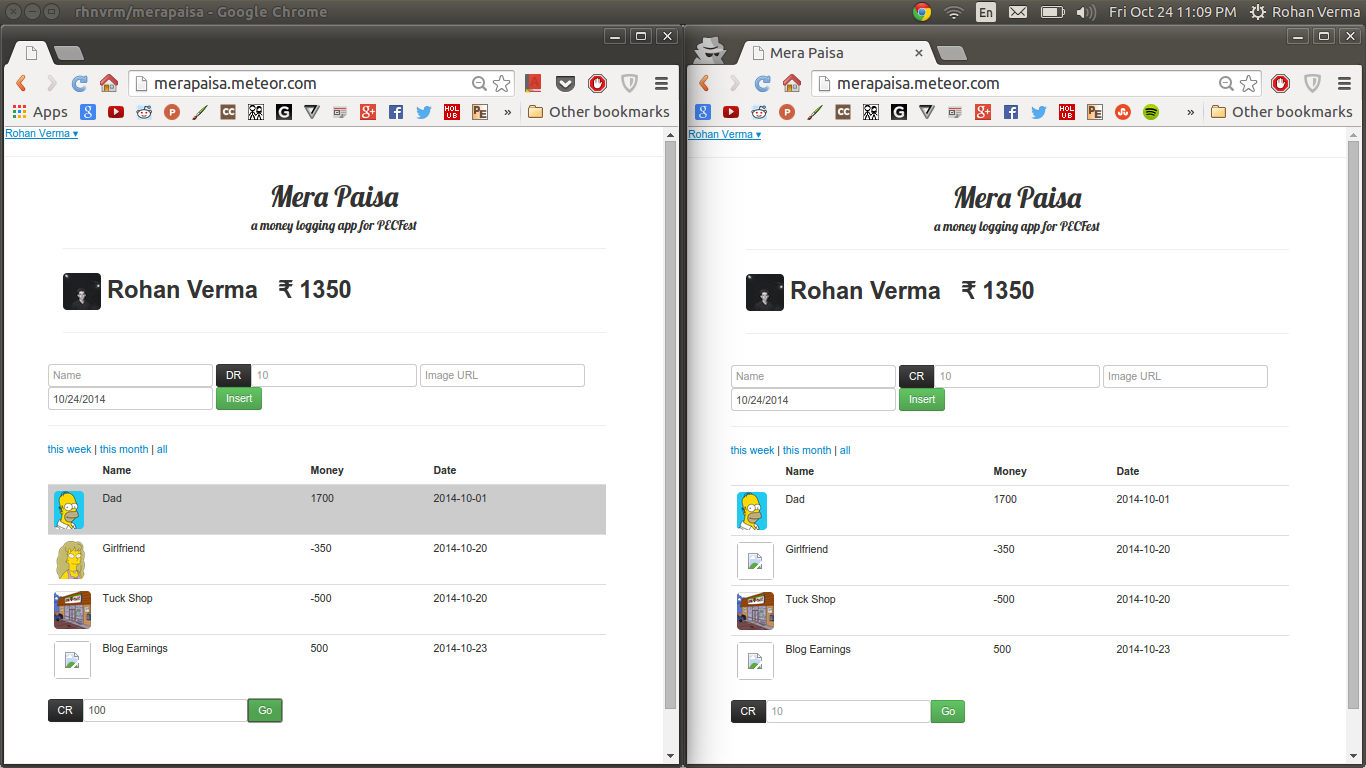 rhnvrm/merapaisa - Google Chrome
En
Fri Oct 24 11:09 PM
Rohan Verma
merapaisa.meteor.com
Apps
»
Other bookmarks
Rohan Verma ▾
Mera Paisa
a money logging app for PECFest
Rohan Verma ₹ 1350
Name DR 10 Image URL
10/24/2014 Insert
this week | this month | all
Name Money Date
Dad 1700 2014-10-01
Girlfriend -350 2014-10-20
Tuck Shop -500 2014-10-20
Blog Earnings 500 2014-10-23
CR 100 Go
Mera Paisa
merapaisa.meteor.com
»
Other bookmarks
Rohan Verma ▾
Mera Paisa
a money logging app for PECFest
Rohan Verma ₹ 1350
Name CR 10 Image URL
10/24/2014 Insert
this week | this month | all
Name Money Date
Dad 1700 2014-10-01
Girlfriend -350 2014-10-20
Tuck Shop -500 2014-10-20
Blog Earnings 500 2014-10-23
CR 10 Go